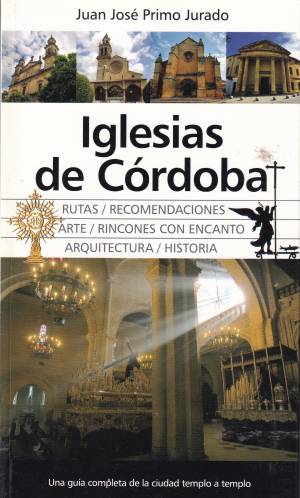 Juan José Primo Jurado
Iglesias
de Córdoba
RUTAS / RECOMENDACIONES
ARTE / RINCONES CON ENCANTO
ARQUITECTURA / HISTORIA
Una guía completa de la ciudad templo a templo